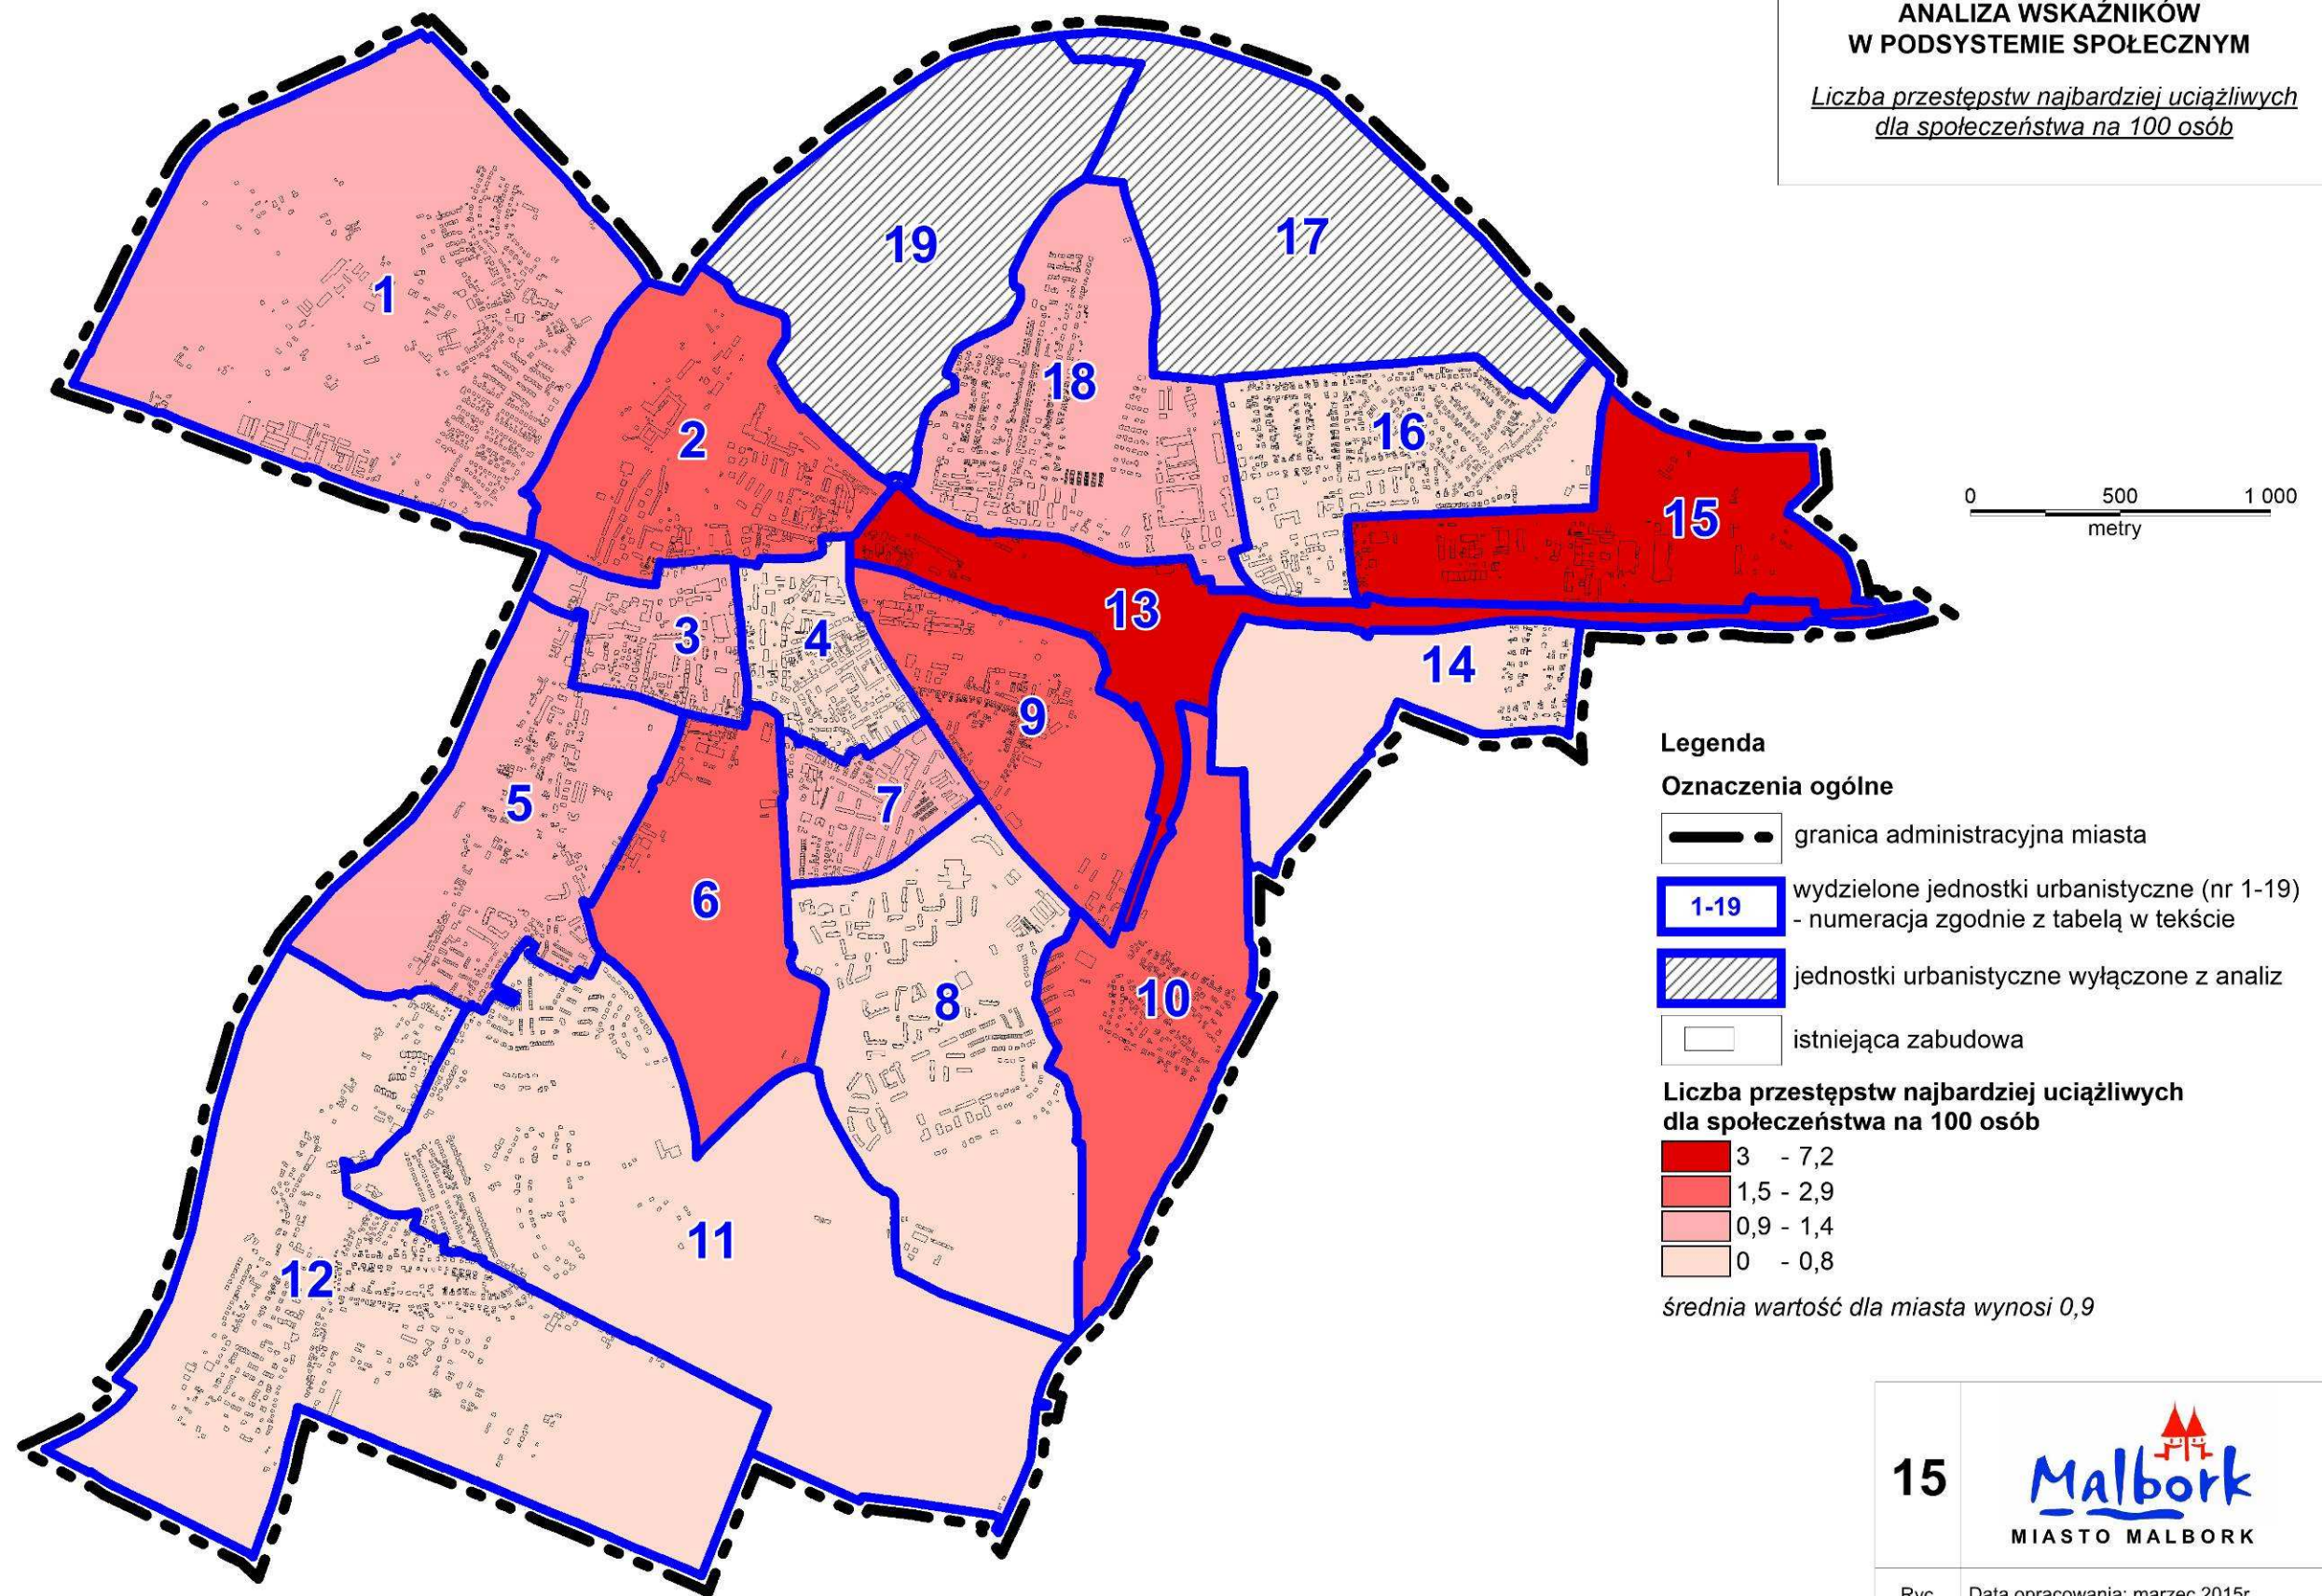 ANALIZA WSKAŹNIKÓW
W PODSYSTEMIE SPOŁECZNYM
Liczba przestępstw najbardziej uciążliwych
dla społeczeństwa na 100 osób
19
17
1
18
2
16
15
0 500 1 000
metry
13
3
4
14
9
5
7
6
8
10
11
12
Legenda
Oznaczenia ogólne
granica administracyjna miasta
1-19
wydzielone jednostki urbanistyczne (nr 1-19)
- numeracja zgodnie z tabelą w tekście
jednostki urbanistyczne wyłączone z analiz
istniejąca zabudowa
Liczba przestępstw najbardziej uciążliwych
dla społeczeństwa na 100 osób
3 - 7,2
1,5 - 2,9
0,9 - 1,4
0 - 0,8
średnia wartość dla miasta wynosi 0,9
15
Malbork
MIASTO MALBORK
Ryc. Data opracowania: marzec 2015r.